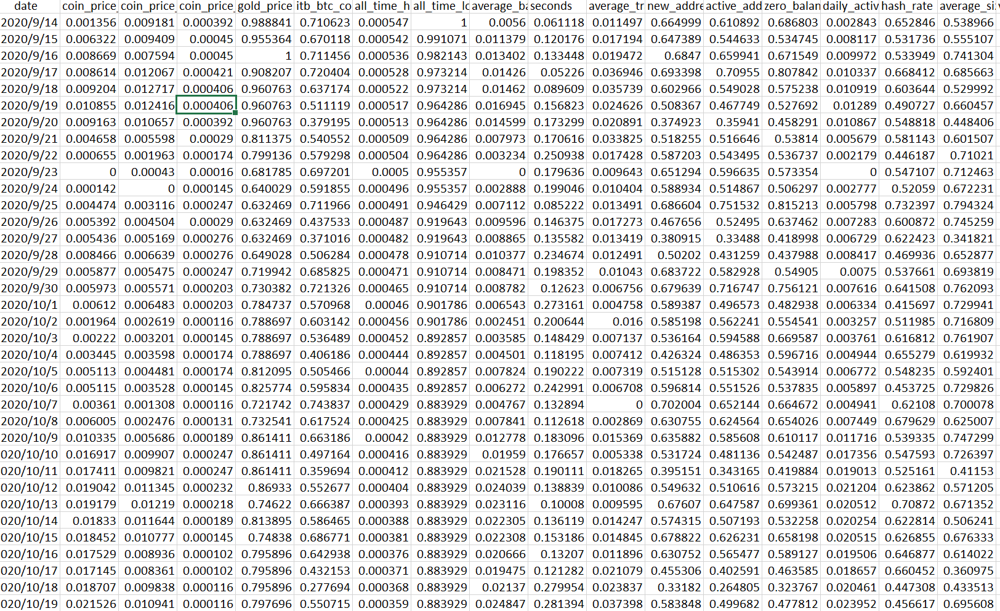 date coin_price_ coin_price_ coin_price_ gold_price itb_btc_co all_time_h all_time_lo average_ba seconds average_tr new_addre active_add zero_balan daily_activ hash_rate average_si
2020/9/14 0.001356 0.009181 0.000392 0.988841 0.710623 0.000547 1 0.0056 0.061118 0.011497 0.664999 0.610892 0.686803 0.002843 0.652846 0.538966
2020/9/15 0.006322 0.009409 0.00045 0.955364 0.670118 0.000542 0.991071 0.011379 0.120176 0.017194 0.647389 0.544633 0.534745 0.008117 0.531736 0.555107
2020/9/16 0.008669 0.007594 0.00045 1 0.711456 0.000536 0.982143 0.013402 0.133448 0.019472 0.6847 0.659941 0.671549 0.009972 0.533949 0.741304
2020/9/17 0.008614 0.012067 0.000421 0.908207 0.720404 0.000528 0.973214 0.01426 0.05226 0.036946 0.693398 0.70955 0.807842 0.010337 0.668412 0.685663
2020/9/18 0.009204 0.012717 0.000406 0.960763 0.637174 0.000522 0.973214 0.01462 0.089609 0.035739 0.602966 0.549028 0.575238 0.010919 0.603644 0.529992
2020/9/19 0.010855 0.012416 0.000406 0.960763 0.511119 0.000517 0.964286 0.016945 0.156823 0.024626 0.508367 0.467749 0.527692 0.01289 0.490727 0.660457
2020/9/20 0.009163 0.010657 0.000392 0.960763 0.379195 0.000513 0.964286 0.014599 0.173299 0.020891 0.374923 0.35941 0.458291 0.010867 0.548818 0.448406
2020/9/21 0.004658 0.005598 0.00029 0.811375 0.540552 0.000509 0.964286 0.007973 0.170616 0.033825 0.518255 0.516646 0.53814 0.005679 0.581143 0.601507
2020/9/22 0.000655 0.001963 0.000174 0.799136 0.579298 0.000504 0.964286 0.003234 0.250938 0.017428 0.587203 0.543495 0.536737 0.002179 0.446187 0.71021
2020/9/23 0 0.00043 0.00016 0.681785 0.697201 0.0005 0.955357 0 0.179636 0.009643 0.651294 0.596635 0.573354 0 0.547107 0.712463
2020/9/24 0.000142 0 0.000145 0.640029 0.591855 0.000496 0.955357 0.002888 0.199046 0.010404 0.588934 0.514867 0.506297 0.002777 0.52059 0.672231
2020/9/25 0.004474 0.003116 0.000247 0.632469 0.711966 0.000491 0.946429 0.007112 0.085222 0.013491 0.686604 0.751532 0.815213 0.005798 0.732397 0.794324
2020/9/26 0.005392 0.004504 0.00029 0.632469 0.437533 0.000487 0.919643 0.009596 0.146375 0.017273 0.467656 0.52495 0.637462 0.007283 0.600872 0.745259
2020/9/27 0.005436 0.005169 0.000276 0.632469 0.371016 0.000482 0.919643 0.008865 0.135582 0.013419 0.380915 0.33488 0.418998 0.006729 0.622423 0.341821
2020/9/28 0.008466 0.006639 0.000276 0.649028 0.506284 0.000478 0.910714 0.010377 0.234674 0.012491 0.50202 0.431259 0.437988 0.008417 0.469936 0.652877
2020/9/29 0.005877 0.005475 0.000247 0.719942 0.685825 0.000471 0.910714 0.008471 0.198352 0.01043 0.683722 0.582928 0.54905 0.0075 0.537661 0.693819
2020/9/30 0.005973 0.005571 0.000203 0.730382 0.721326 0.000465 0.910714 0.008782 0.12623 0.006756 0.679639 0.716747 0.756121 0.007616 0.641508 0.762093
2020/10/1 0.00612 0.006483 0.000203 0.784737 0.570968 0.00046 0.901786 0.006543 0.273161 0.004758 0.589387 0.496573 0.482938 0.006334 0.415697 0.729941
2020/10/2 0.001964 0.002619 0.000116 0.788697 0.603142 0.000456 0.901786 0.002451 0.200644 0.016 0.585198 0.562241 0.554541 0.003257 0.511985 0.716809
2020/10/3 0.00222 0.003201 0.000145 0.788697 0.536489 0.000452 0.892857 0.003585 0.148429 0.007137 0.536164 0.594588 0.669587 0.003761 0.616812 0.761907
2020/10/4 0.003445 0.003598 0.000174 0.788697 0.406186 0.000444 0.892857 0.004501 0.118195 0.007412 0.426324 0.486353 0.596716 0.004944 0.655279 0.619932
2020/10/5 0.005113 0.004481 0.000174 0.812095 0.505466 0.00044 0.892857 0.007824 0.190222 0.007319 0.515128 0.515302 0.543914 0.006772 0.548235 0.592401
2020/10/6 0.005115 0.003528 0.000145 0.825774 0.595834 0.000435 0.892857 0.006272 0.242991 0.006708 0.596814 0.551526 0.537835 0.005897 0.453725 0.729826
2020/10/7 0.00361 0.001308 0.000116 0.721742 0.743837 0.000429 0.883929 0.004767 0.132894 0 0.702004 0.652144 0.664672 0.004941 0.62108 0.700078
2020/10/8 0.006005 0.002476 0.000131 0.732541 0.617524 0.000425 0.883929 0.007841 0.112618 0.002869 0.630755 0.624564 0.654026 0.007449 0.679629 0.625007
2020/10/9 0.010335 0.005686 0.000189 0.861411 0.663186 0.00042 0.883929 0.012778 0.183096 0.015369 0.635882 0.585608 0.610117 0.011716 0.539335 0.747299
020/10/10 0.016917 0.009907 0.000247 0.861411 0.497164 0.000416 0.883929 0.01959 0.176657 0.005338 0.531724 0.481136 0.542487 0.017356 0.547593 0.726397
020/10/11 0.017411 0.009821 0.000247 0.861411 0.359694 0.000412 0.883929 0.021528 0.190111 0.018265 0.395151 0.343165 0.419884 0.019013 0.525161 0.41153
020/10/12 0.019042 0.011345 0.000232 0.86933 0.552677 0.000404 0.883929 0.024039 0.138839 0.010086 0.549632 0.510616 0.573215 0.021204 0.623862 0.571205
020/10/13 0.019179 0.01219 0.000218 0.74622 0.666387 0.000393 0.883929 0.023116 0.10008 0.009595 0.67607 0.647587 0.699361 0.020512 0.70872 0.671352
020/10/14 0.01833 0.011644 0.000189 0.813895 0.586465 0.000388 0.883929 0.022305 0.136119 0.014247 0.574315 0.507193 0.532258 0.020254 0.622814 0.506241
020/10/15 0.018452 0.010777 0.000145 0.74838 0.686771 0.000381 0.883929 0.022308 0.153186 0.014845 0.678822 0.626231 0.658198 0.020515 0.626855 0.676333
020/10/16 0.017529 0.008936 0.000102 0.795896 0.642938 0.000376 0.883929 0.020666 0.13207 0.011896 0.630752 0.565477 0.589127 0.019506 0.646877 0.614022
020/10/17 0.017145 0.008361 0.000102 0.795896 0.432153 0.000371 0.883929 0.019475 0.121282 0.021079 0.455306 0.402591 0.463585 0.018657 0.660452 0.360975
020/10/18 0.018707 0.009838 0.000116 0.795896 0.277694 0.000368 0.883929 0.02137 0.279954 0.023837 0.33182 0.264805 0.323767 0.020461 0.447308 0.433513
020/10/19 0.021526 0.010941 0.000116 0.797696 0.550715 0.000359 0.883929 0.024847 0.281394 0.037398 0.583848 0.499682 0.477812 0.023952 0.456617 0.695608